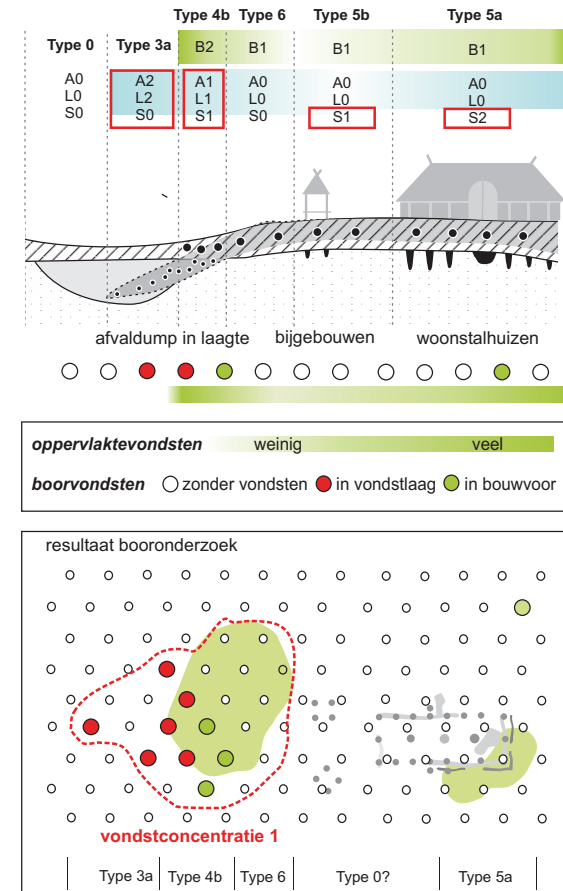 Type 4b Type 6 Type 5b Type 5a
Type 0 Type 3a B2 B1 B1 B1
A0 A2 A1 A0 A0 A0
L0 L2 L1 L0 L0 L0
S0 S0 S1 S0 S1 S2
afvaldump in laagte bijgebouwen woonstalhuizen
oppervlaktevondsten weinig veel
boorvondsten zonder vondsten in vondstlaag in bouwvoor
resultaat booronderzoek
vondstconcentratie 1
Type 3a Type 4b Type 6 Type 0? Type 5a